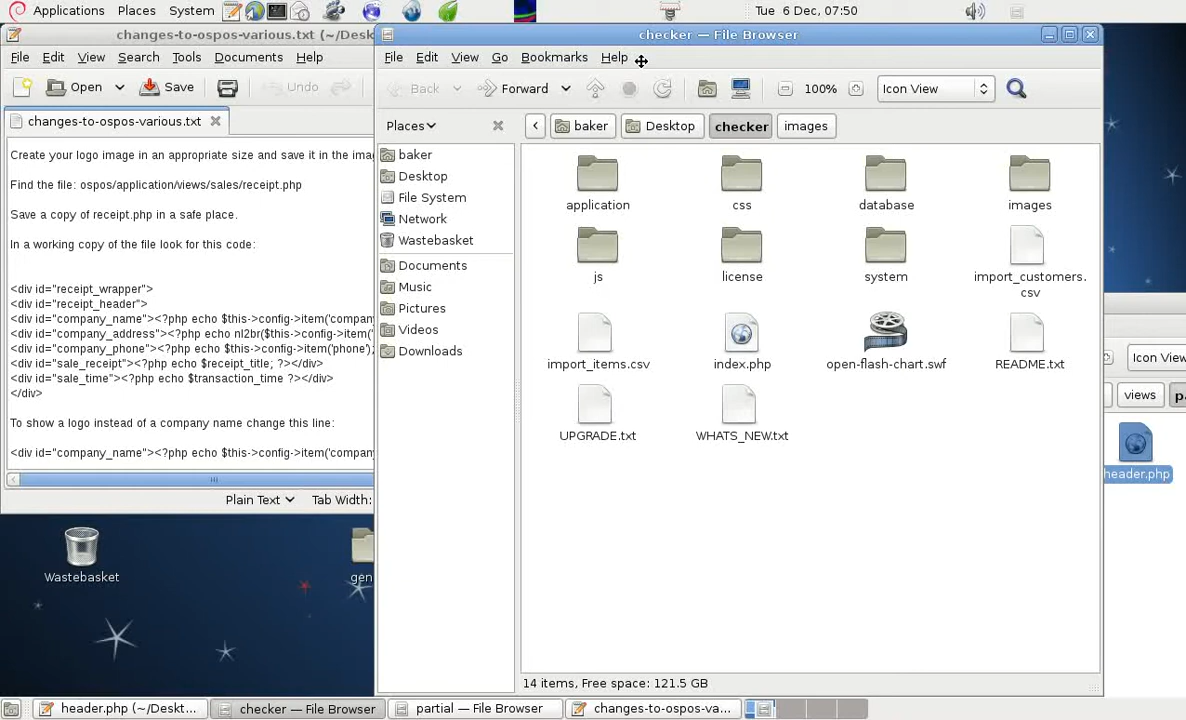 Applications Places System
Tue 6 Dec, 07:50
changes-to-ospos-various.txt (~/Desk
File Edit View Search Tools Documents Help
Open Save Undo
changes-to-ospos-various.txt
Create your logo image in an appropriate size and save it in the imag
Find the file: ospos/application/views/sales/receipt.php
Save a copy of receipt.php in a safe place.
In a working copy of the file look for this code:
<div id="receipt_wrapper">
<div id="receipt_header">
<div id="company_name"><?php echo $this->config->item('compan
<div id="company_address"><?php echo nl2br($this->config->item('
<div id="company_phone"><?php echo $this->config->item('phone');
<div id="sale_receipt"><?php echo $receipt_title; ?></div>
<div id="sale_time"><?php echo $transaction_time ?></div>
</div>
To show a logo instead of a company name change this line:
<div id="company_name"><?php echo $this->config->item('compan
Plain Text Tab Width:
Wastebasket
gen
checker — File Browser
File Edit View Go Bookmarks Help
Back Forward 100% Icon View
Places baker Desktop checker images
baker
Desktop
File System
Network
Wastebasket
Documents
Music
Pictures
Videos
Downloads
application css database images
js license system import_customers.
csv
import_items.csv index.php open-flash-chart.swf README.txt
UPGRADE.txt WHATS_NEW.txt
14 items, Free space: 121.5 GB
Icon View
views pa
header.php
header.php (~/Deskt... checker — File Browser partial — File Browser changes-to-ospos-va...